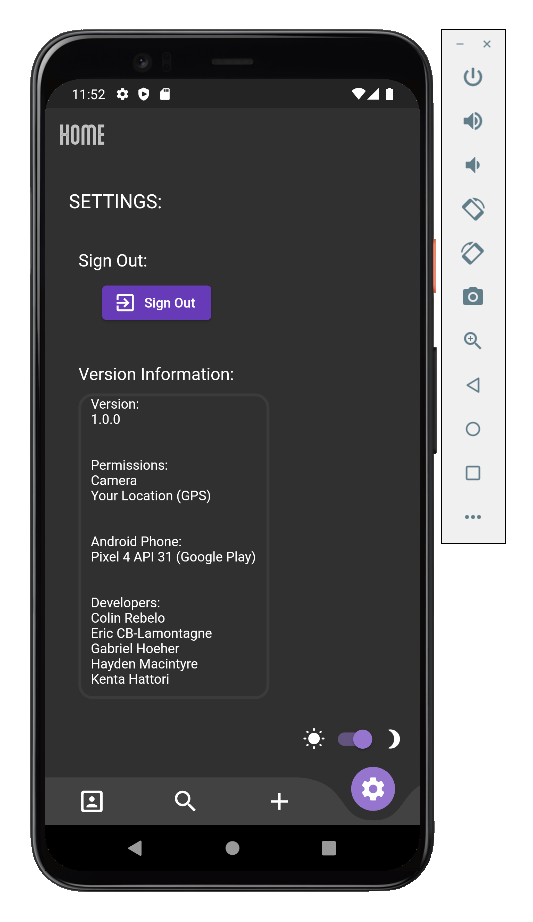 11:52
HOME
SETTINGS:
Sign Out:
Sign Out
Version Information:
Version:
1.0.0
Permissions:
Camera
Your Location (GPS)
Android Phone:
Pixel 4 API 31 (Google Play)
Developers:
Colin Rebelo
Eric CB-Lamontagne
Gabriel Hoeher
Hayden Macintyre
Kenta Hattori